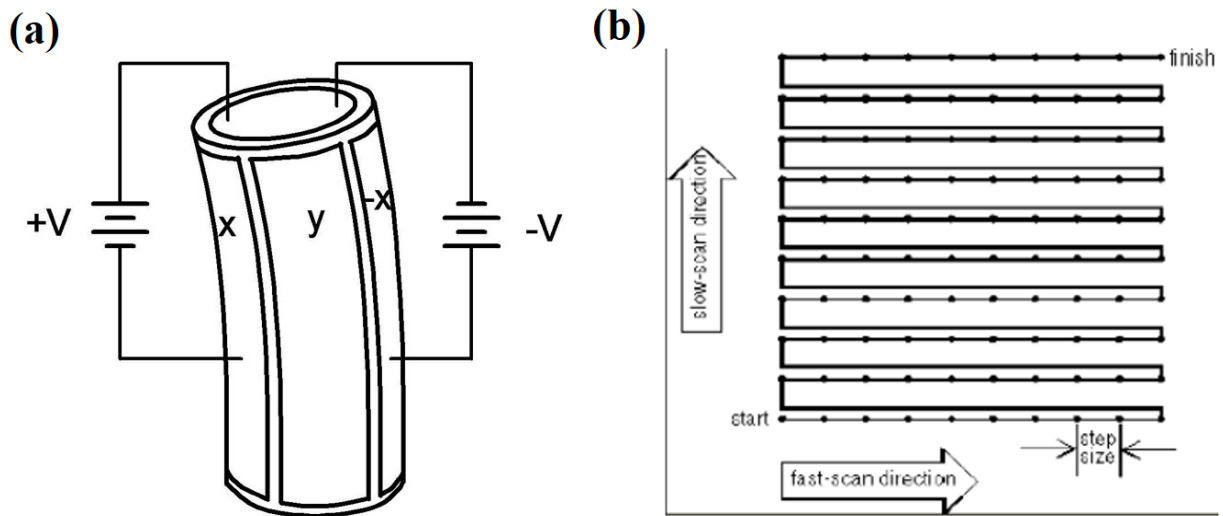 (a)
+V
x
y
-x
-V
(b)
finish
slow-scan direction
start
step
size
fast-scan direction